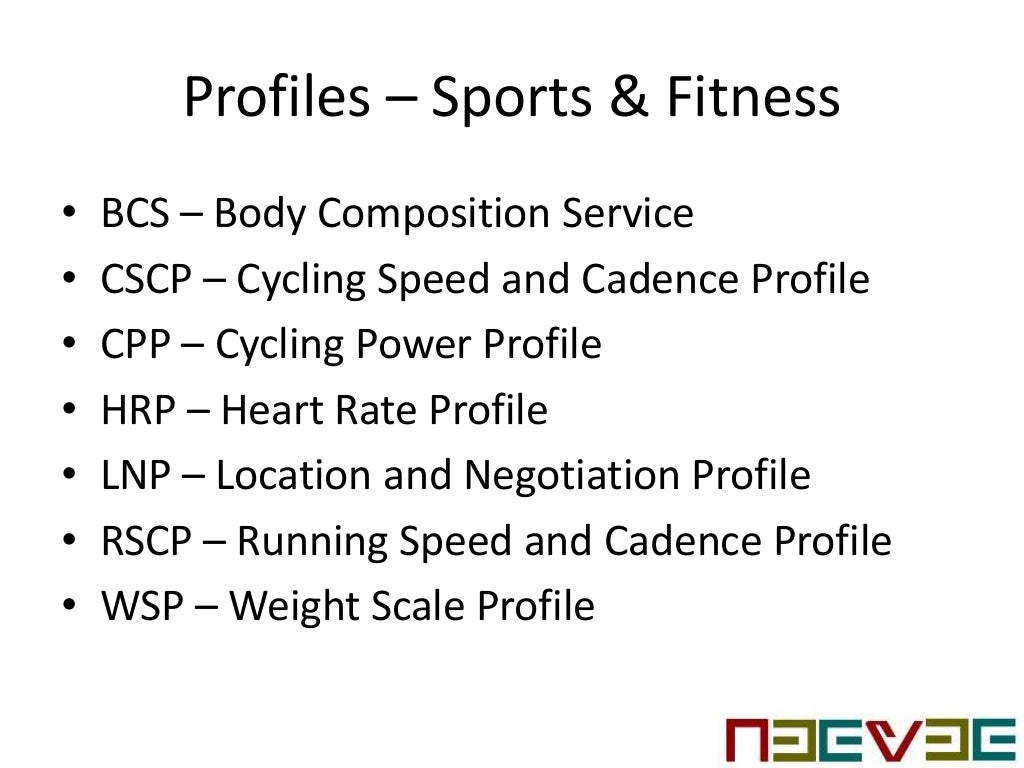 Profiles – Sports & Fitness
• BCS – Body Composition Service
• CSCP – Cycling Speed and Cadence Profile
• CPP – Cycling Power Profile
• HRP – Heart Rate Profile
• LNP – Location and Negotiation Profile
• RSCP – Running Speed and Cadence Profile
• WSP – Weight Scale Profile